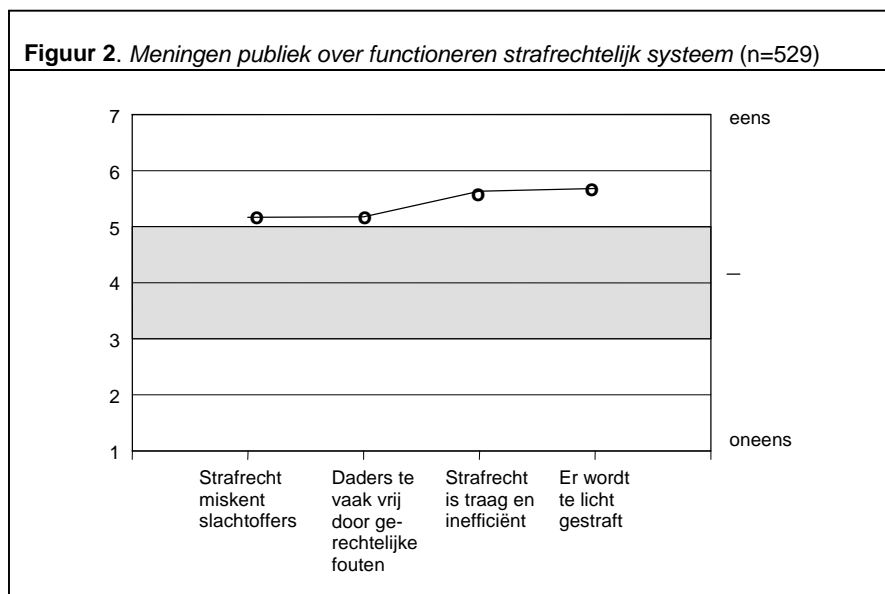 Figuur 2. Meningen publiek over functioneren strafrechtelijk systeem (n=529)
7
eens
6
5
4
–
3
2
1
oneens
Strafrecht
miskent
slachtoffers
Daders te
vaak vrij
door ge-
rechtelijke
fouten
Strafrecht
is traag en
inefficiënt
Er wordt
te licht
gestraft